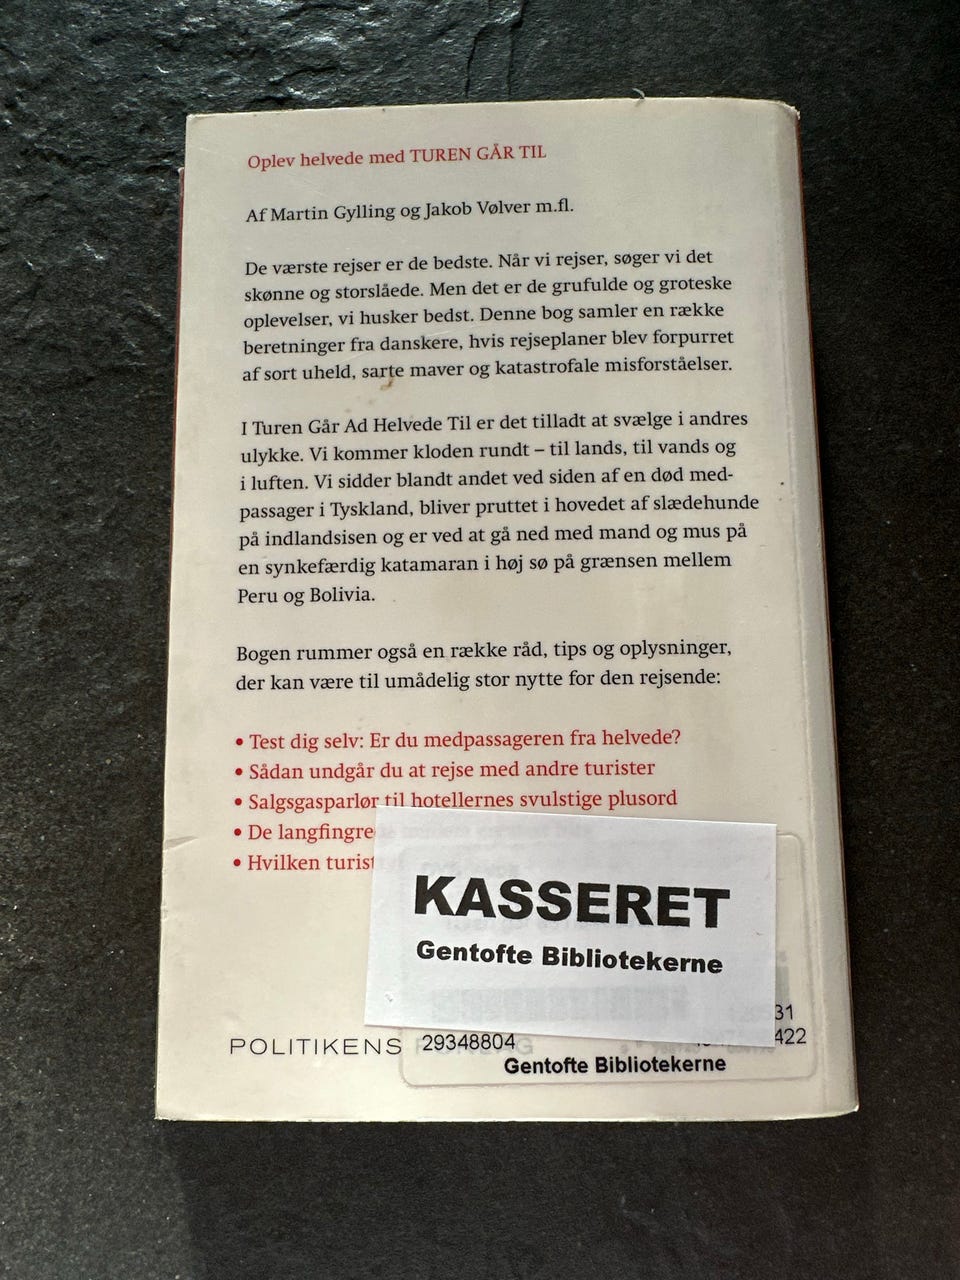 Oplev helvede med TUREN GÅR TIL
Af Martin Gylling og Jakob Vølver m.fl.
De værste rejser er de bedste. Når vi rejser, søger vi det
skønne og storslåede. Men det er de grufulde og groteske
oplevelser, vi husker bedst. Denne bog samler en række
beretninger fra danskere, hvis rejseplaner blev forpurret
af sort uheld, sarte maver og katastrofale misforståelser.
I Turen Går Ad Helvede Til er det tilladt at svælge i andres
ulykke. Vi kommer kloden rundt – til lands, til vands og
i luften. Vi sidder blandt andet ved siden af en død med-
passager i Tyskland, bliver pruttet i hovedet af slædehunde
på indlandsisen og er ved at gå ned med mand og mus på
en synkefærdig katamaran i høj sø på grænsen mellem
Peru og Bolivia.
Bogen rummer også en række råd, tips og oplysninger,
der kan være til umådelig stor nytte for den rejsende:
• Test dig selv: Er du medpassageren fra helvede?
• Sådan undgår du at rejse med andre turister
• Salgsgasparlør til hotellernes svulstige plusord
• De langfingre
• Hvilken turist
KASSERET
Gentofte Bibliotekerne
31
POLITIKENS FORLAG 29348804 422
Gentofte Bibliotekerne